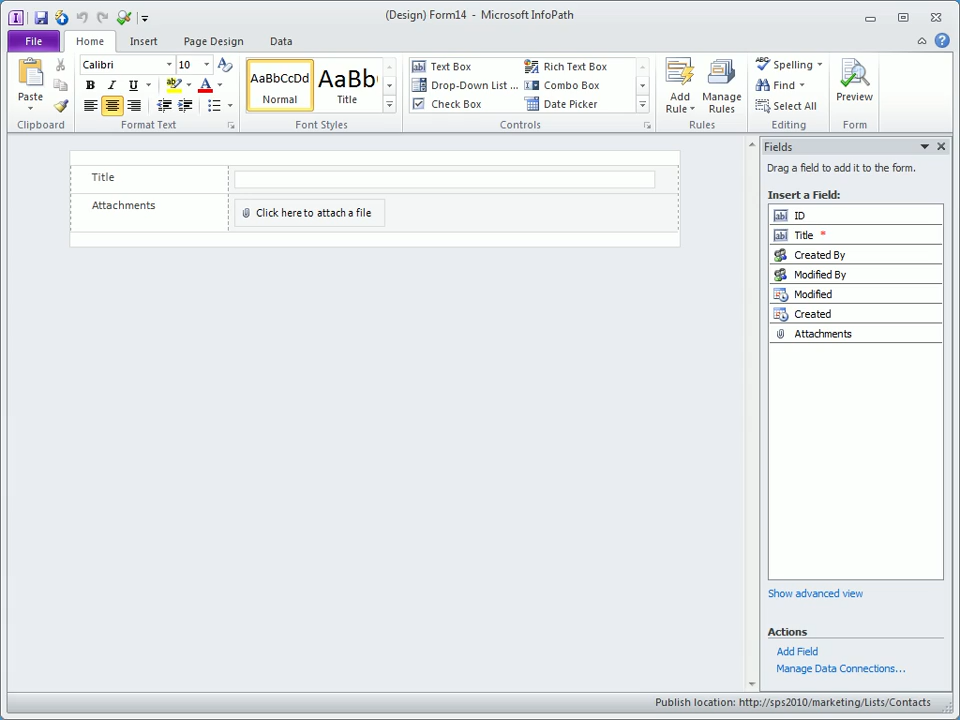 (Design) Form14 - Microsoft InfoPath
File Home Insert Page Design Data
Paste
Clipboard
Calibri 10
B I U
Format Text
AaBbCcDd
Normal
AaBb
Title
Font Styles
Text Box Rich Text Box
Drop-Down List ... Combo Box
Check Box Date Picker
Controls
Add
Rule
Manage
Rules
Rules
Spelling
Find
Select All
Editing
Preview
Form
Title
Attachments
Click here to attach a file
Fields
Drag a field to add it to the form.
Insert a Field:
ID
Title *
Created By
Modified By
Modified
Created
Attachments
Show advanced view
Actions
Add Field
Manage Data Connections...
Publish location: http://sps2010/marketing/Lists/Contacts